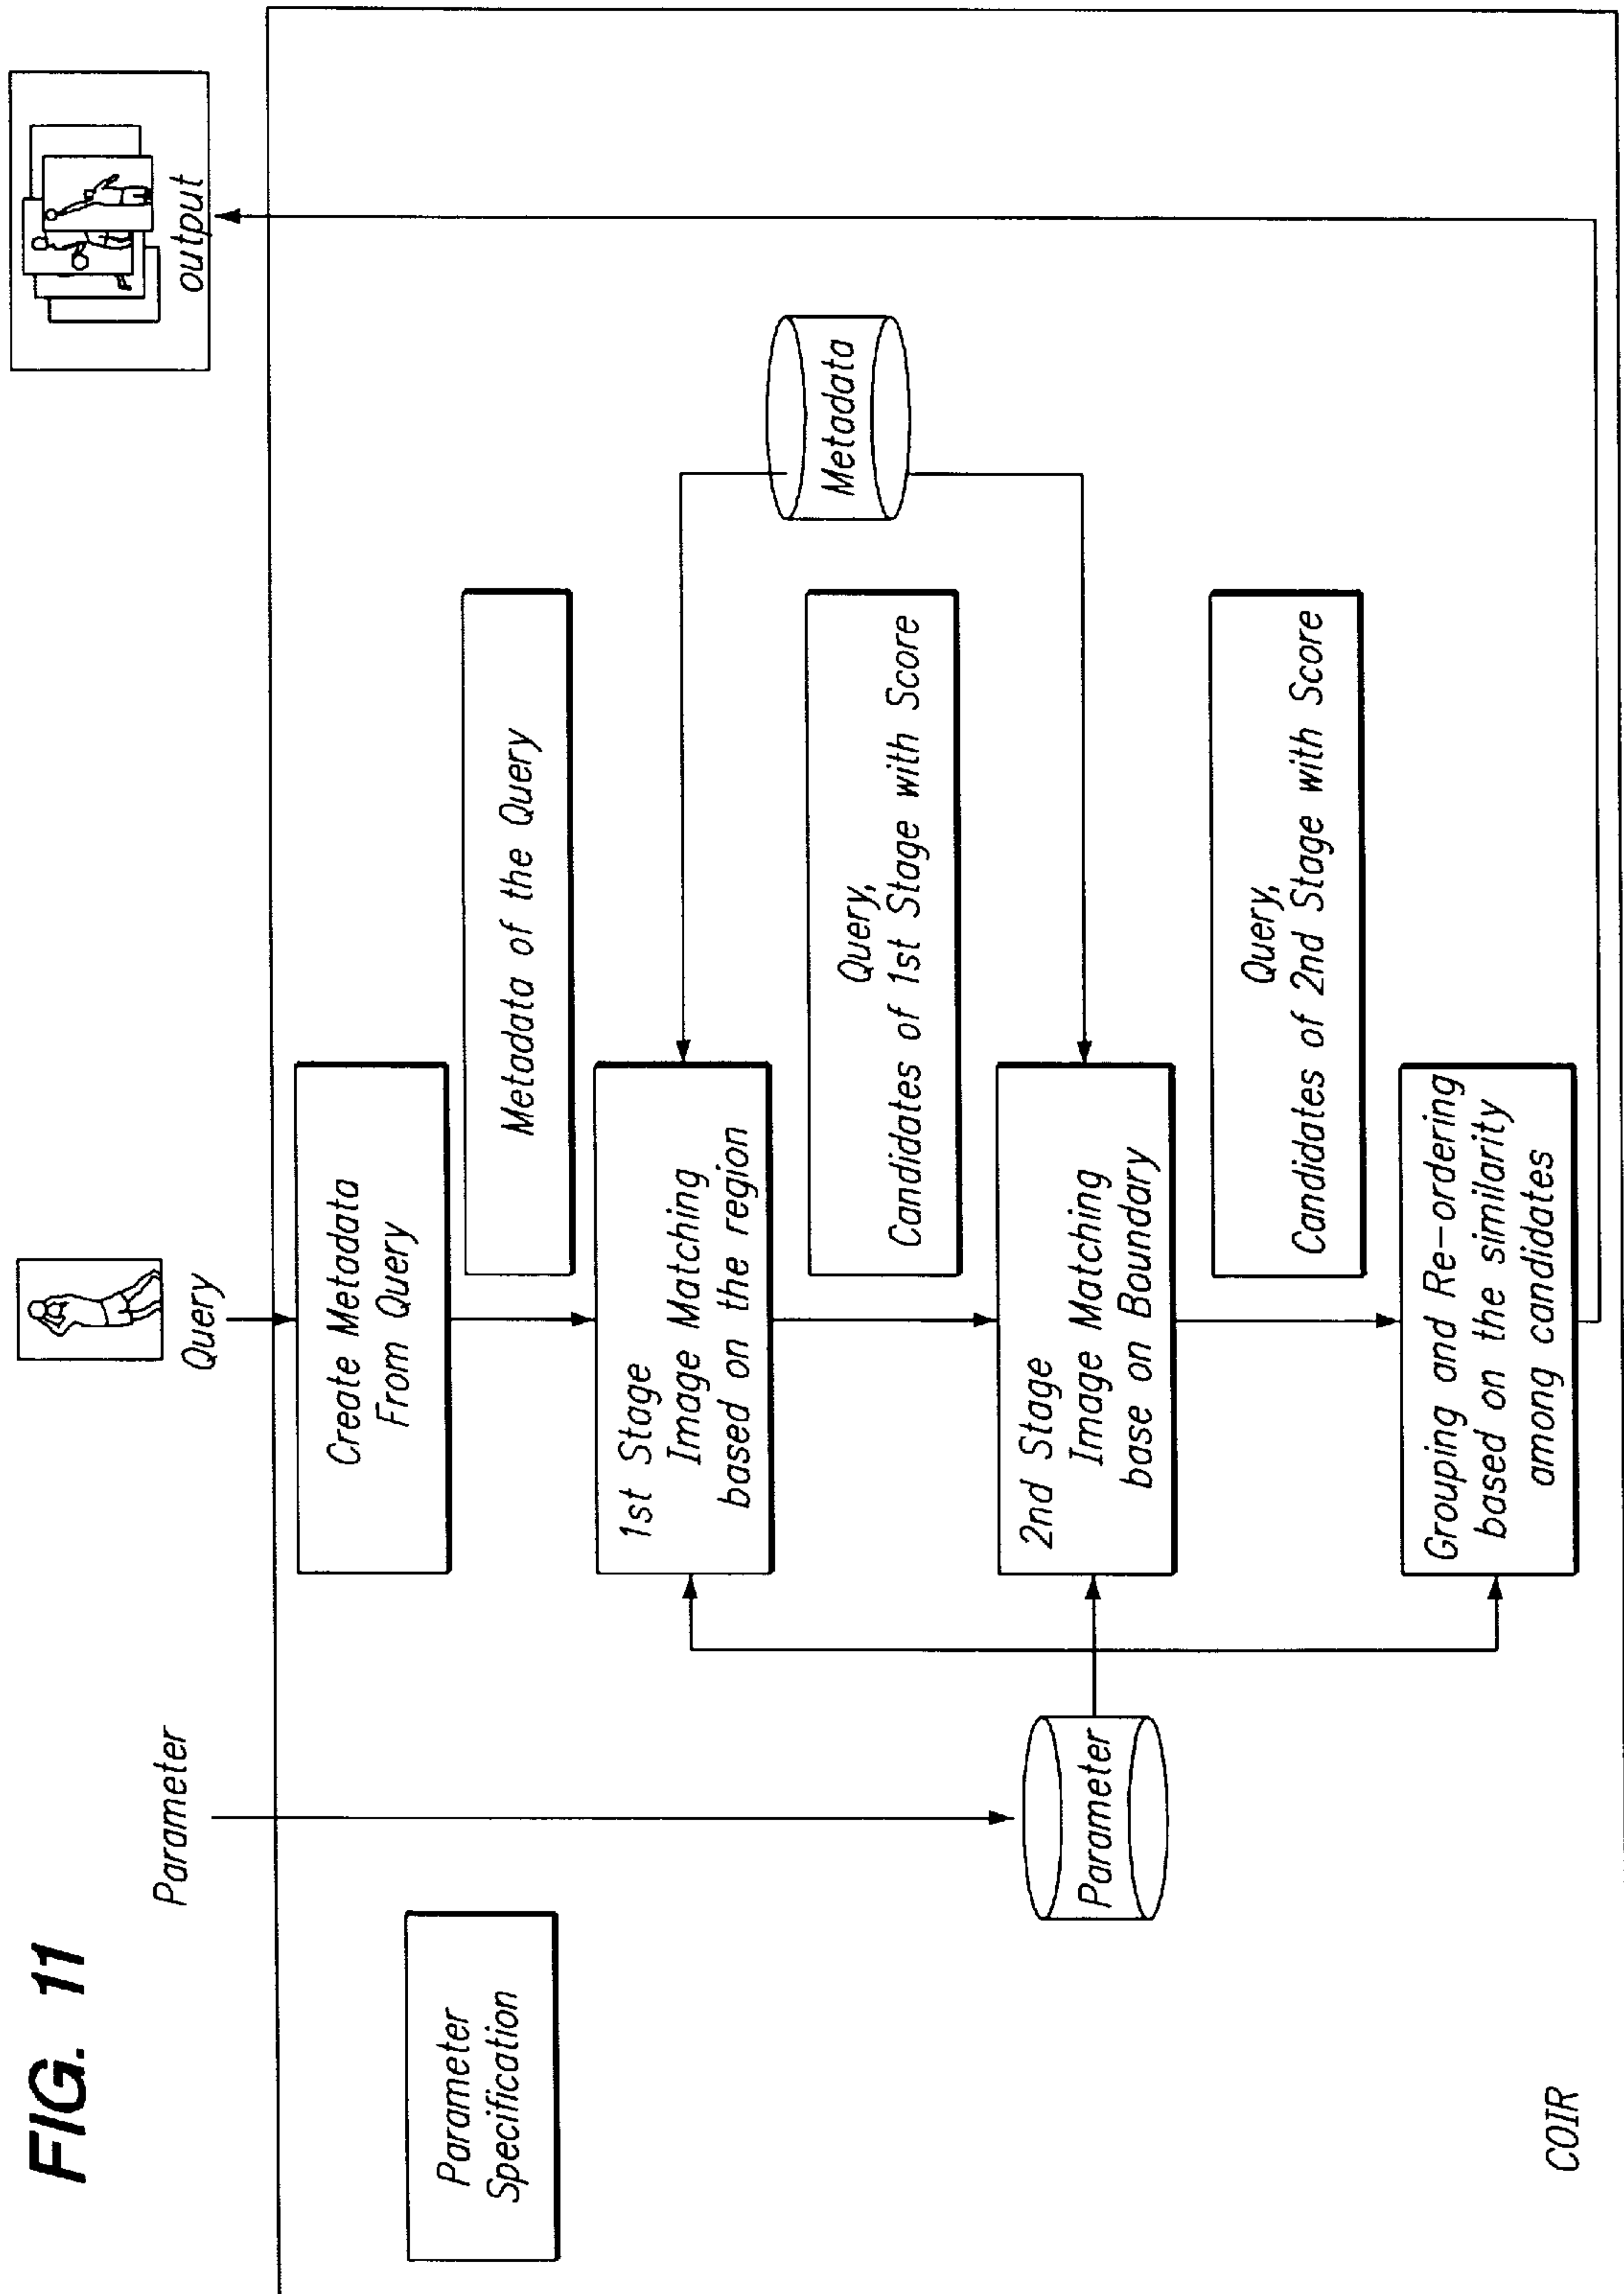 FIG. 11
Parameter
Query
output
Parameter
Specification
Create Metadata
From Query
Metadata of the Query
1st Stage
Image Matching
based on the region
Metadata
Query,
Candidates of 1st Stage with Score
Parameter
2nd Stage
Image Matching
base on Boundary
Query,
Candidates of 2nd Stage with Score
Grouping and Re-ordering
based on the similarity
among candidates
COIR